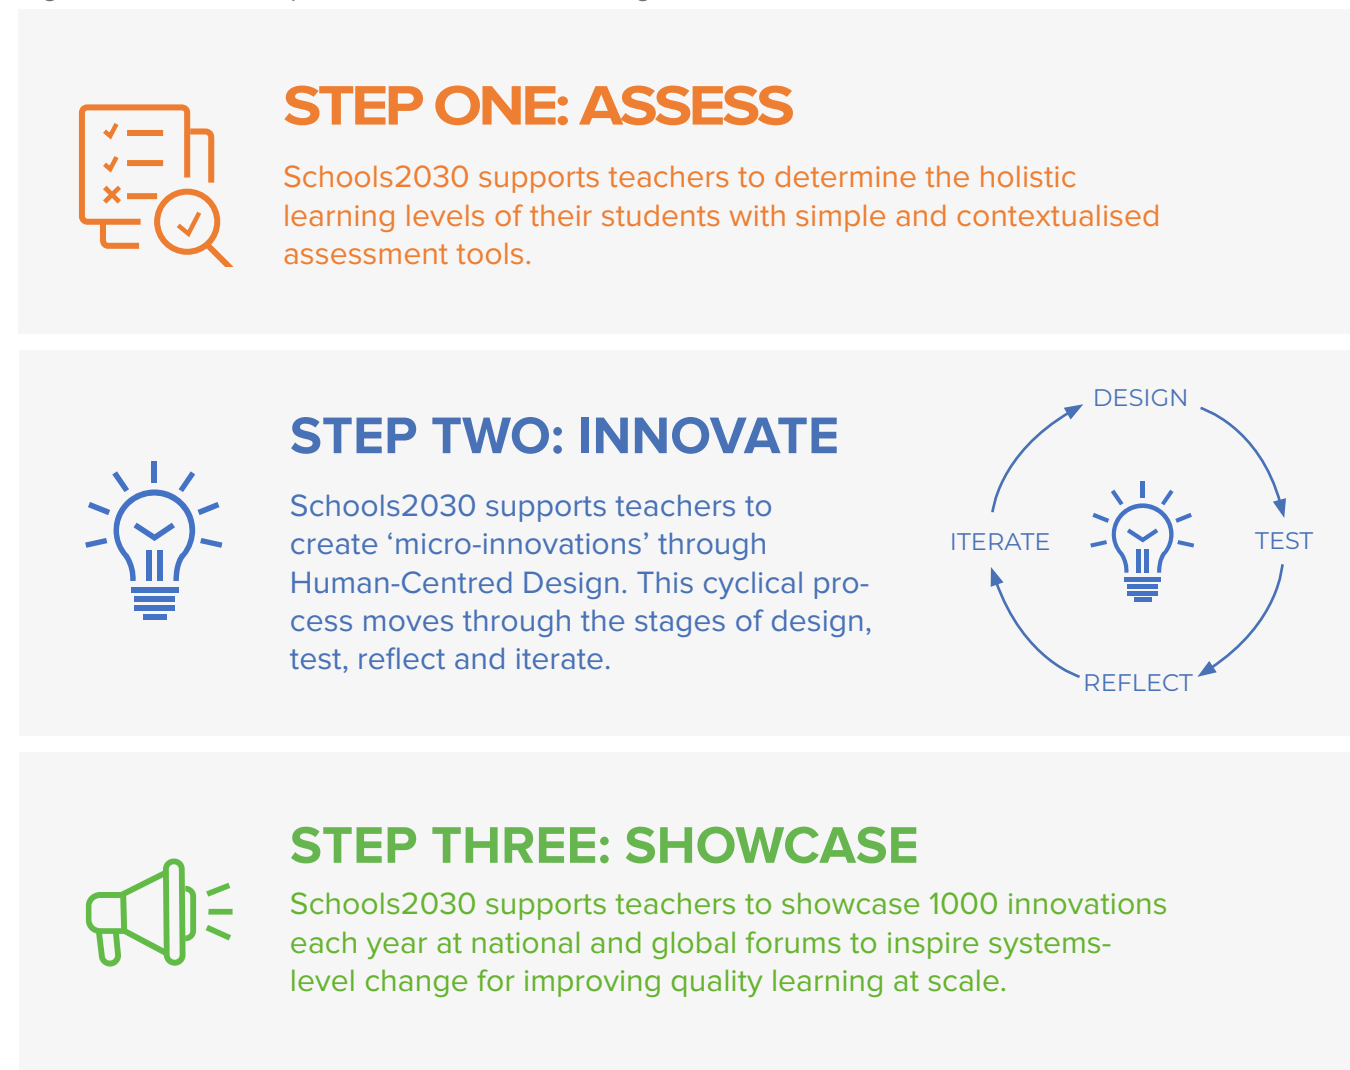 STEP ONE: ASSESS
Schools2030 supports teachers to determine the holistic
learning levels of their students with simple and contextualised
assessment tools.
STEP TWO: INNOVATE
Schools2030 supports teachers to
create ‘micro-innovations’ through
Human-Centred Design. This cyclical pro-
cess moves through the stages of design,
test, reflect and iterate.
DESIGN
TEST
REFLECT
ITERATE
STEP THREE: SHOWCASE
Schools2030 supports teachers to showcase 1000 innovations
each year at national and global forums to inspire systems-
level change for improving quality learning at scale.